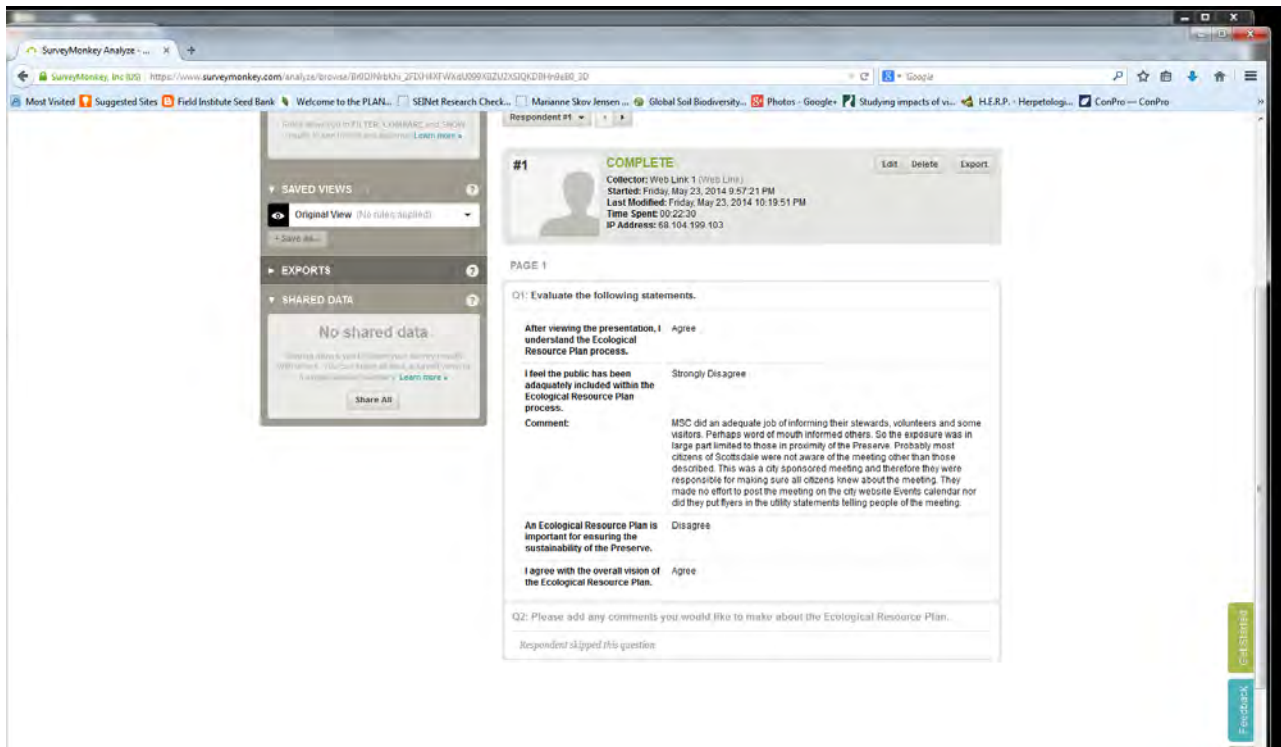 SurveyMonkey Analyze - ...
SurveyMonkey, Inc (US)
Google
Most Visited Suggested Sites Field Institute Seed Bank Welcome to the PLAN... SEINet Research Check... Marianne Skov Jensen ... Global Soil Biodiversity... Photos - Google+ Studying impacts of vi... H.E.R.P. - Herpetologi... ConPro — ConPro
Learn more »
Respondent #1
#1
COMPLETE
Edit Delete Export
Collector: Web Link 1 (Web Link)
Started: Friday, May 23, 2014 9:57:21 PM
Last Modified: Friday, May 23, 2014 10:19:51 PM
Time Spent: 00:22:30
IP Address: 68.104.199.103
SAVED VIEWS
Original View (No rules applied)
+ Save as...
EXPORTS
SHARED DATA
No shared data
Learn more »
Share All
PAGE 1
Q1: Evaluate the following statements.
After viewing the presentation, I Agree
understand the Ecological
Resource Plan process.
I feel the public has been Strongly Disagree
adaquately included within the
Ecological Resource Plan
process.
Comment: MSC did an adequate job of informing their stewards, volunteers and some
visitors. Perhaps word of mouth informed others. So the exposure was in
large part limited to those in proximity of the Preserve. Probably most
citizens of Scottsdale were not aware of the meeting other than those
described. This was a city sponsored meeting and therefore they were
responsible for making sure all citizens knew about the meeting. They
made no effort to post the meeting on the city website Events calendar nor
did they put flyers in the utility statements telling people of the meeting.
An Ecological Resource Plan is Disagree
important for ensuring the
sustainability of the Preserve.
I agree with the overall vision of Agree
the Ecological Resource Plan.
Q2: Please add any comments you would like to make about the Ecological Resource Plan.
Respondent skipped this question
Get Started
Feedback